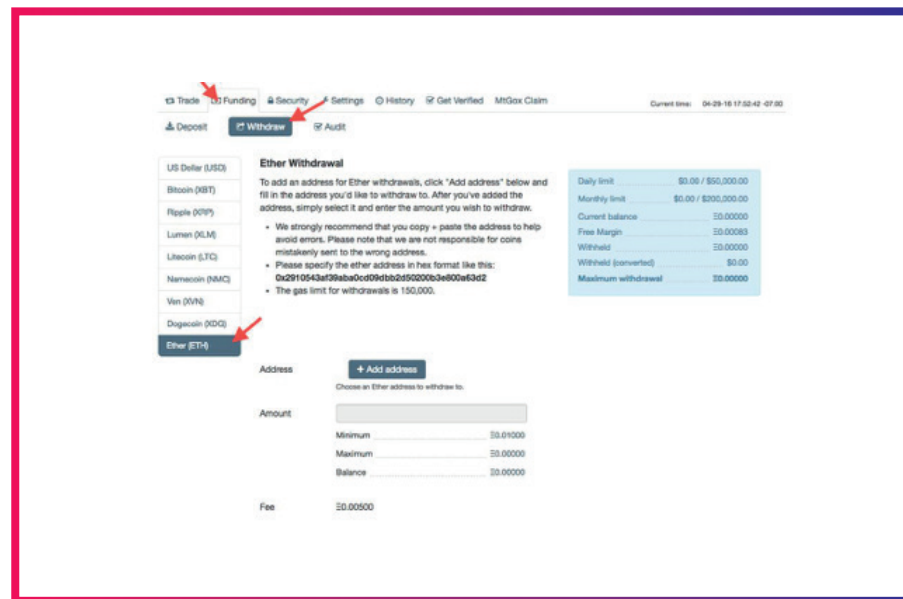 Trade Funding Security Settings History Get Verified MtGox Claim
Current time: 04-29-16 17:52:42 -07:00
Deposit Withdraw Audit
US Dollar (USD)
Bitcoin (XBT)
Ripple (XRP)
Lumen (XLM)
Litecoin (LTC)
Namecoin (NMC)
Ven (XVN)
Dogecoin (XDG)
Ether (ETH)
Ether Withdrawal
To add an address for Ether withdrawals, click "Add address" below and
fill in the address you'd like to withdraw to. After you've added the
address, simply select it and enter the amount you wish to withdraw.
• We strongly recommend that you copy + paste the address to help
avoid errors. Please note that we are not responsible for coins
mistakenly sent to the wrong address.
• Please specify the ether address in hex format like this:
0x2910543af39aba0cd09dbb2d50200b3e800a63d2
• The gas limit for withdrawals is 150,000.
Daily limit $0.00 / $50,000.00
Monthly limit $0.00 / $200,000.00
Current balance Ξ0.00000
Free Margin Ξ0.00083
Withheld Ξ0.00000
Withheld (converted) $0.00
Maximum withdrawal Ξ0.00000
Address + Add address
Choose an Ether address to withdraw to.
Amount
Minimum Ξ0.01000
Maximum Ξ0.00000
Balance Ξ0.00000
Fee Ξ0.00500